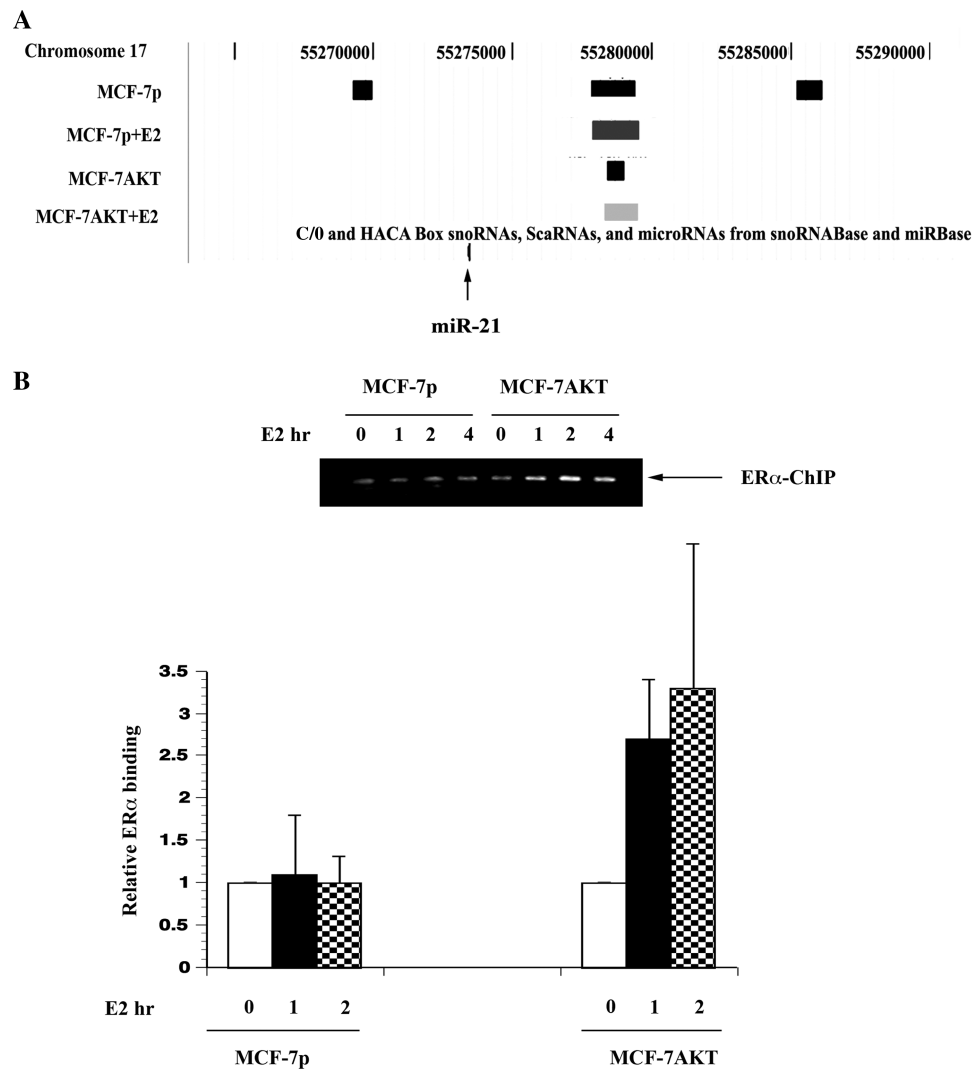 A
Chromosome 17
55270000 55275000 55280000 55285000 55290000
MCF-7p
MCF-7p+E2
MCF-7AKT
MCF-7AKT+E2
C/0 and HACA Box snoRNAs, ScaRNAs, and microRNAs from snoRNABase and miRBase
miR-21
B
MCF-7p MCF-7AKT
E2 hr 0 1 2 4 0 1 2 4
ERα-ChIP
Relative ERα binding
3.5
3
2.5
2
1.5
1
0.5
0
E2 hr 0 1 2 0 1 2
MCF-7p MCF-7AKT